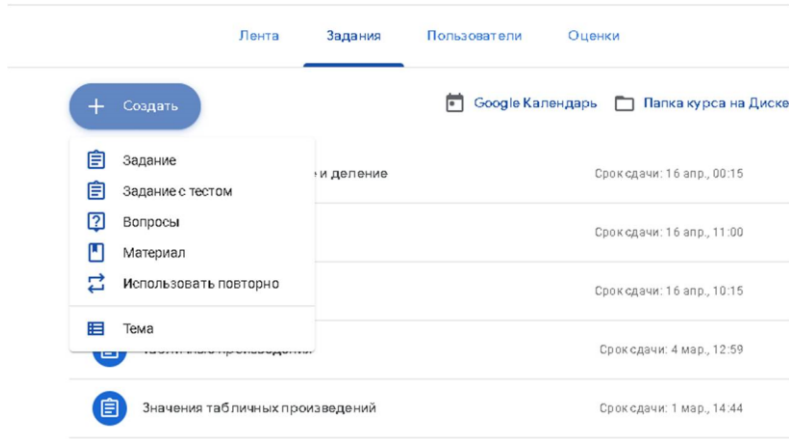 Лента Задания Пользователи Оценки
Создать Google Календарь Папка курса на Диске
Задание
и деление Срок сдачи: 16 апр., 00:15
Задание с тестом
Вопросы Срок сдачи: 16 апр., 11:00
Материал
Использовать повторно Срок сдачи: 16 апр., 10:15
Тема
произведения Срок сдачи: 4 мар., 12:59
Значения табличных произведений Срок сдачи: 1 мар., 14:44